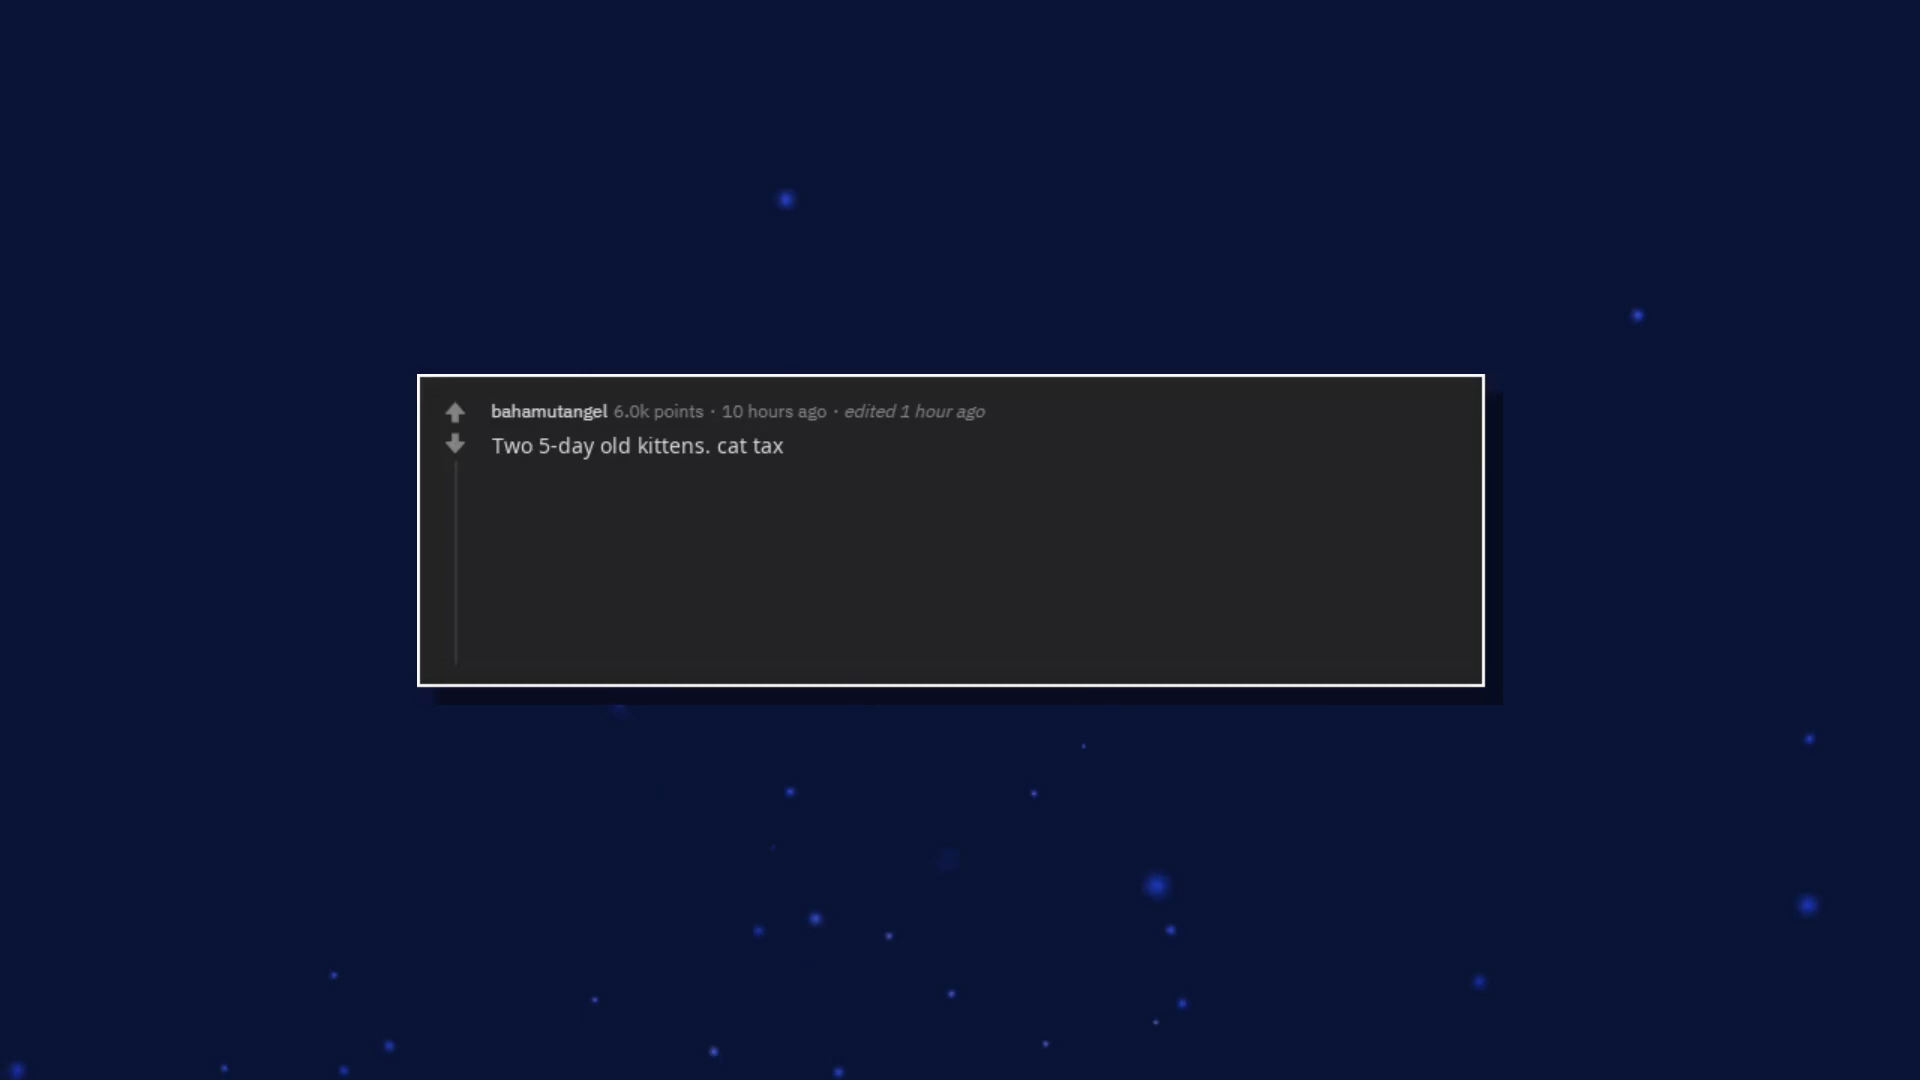 bahamutangel 6.0k points · 10 hours ago · edited 1 hour ago
Two 5-day old kittens. cat tax